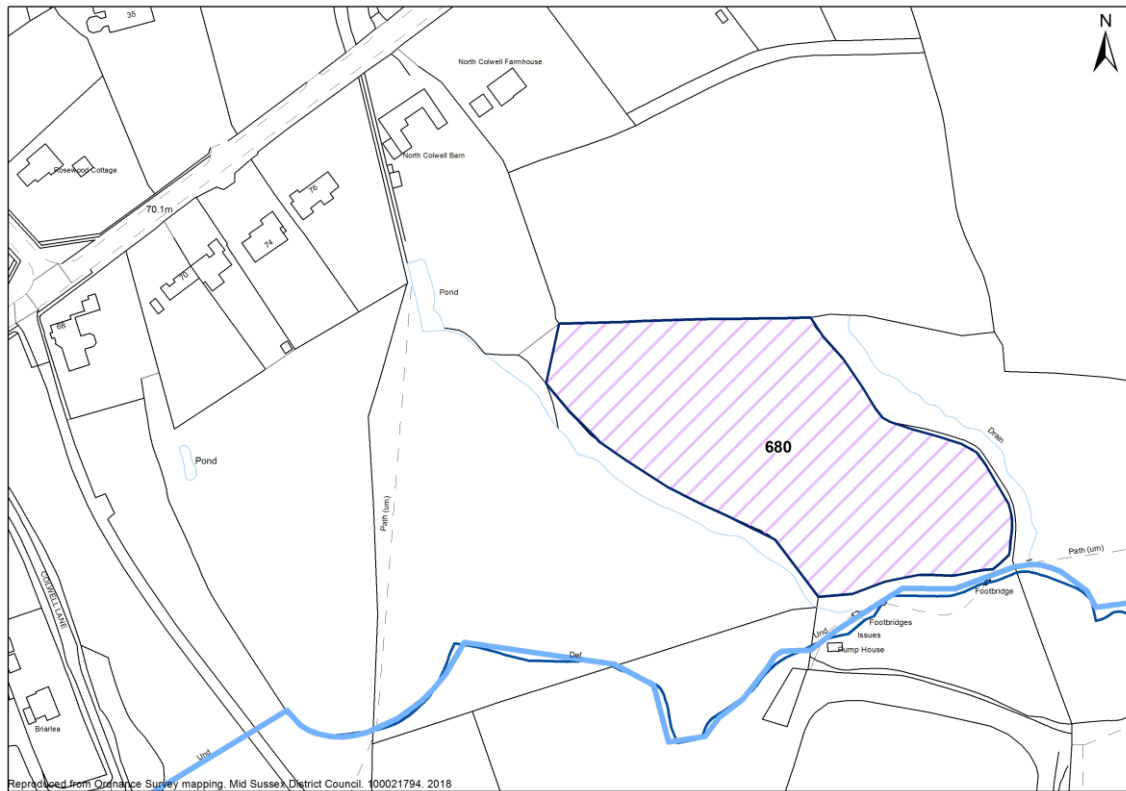 35
N
North Colwell Farmhouse
North Colwell Barn
Rosewood Cottage
76
70.1m
74
70
Pond
68
Drain
680
Pond
Path (um)
Path (um)
COLWELL LANE
Footbridge
Footbridges
Und
Issues
Pump House
Def
Briarlea
Und
Reproduced from Ordnance Survey mapping. Mid Sussex District Council. 100021794. 2018